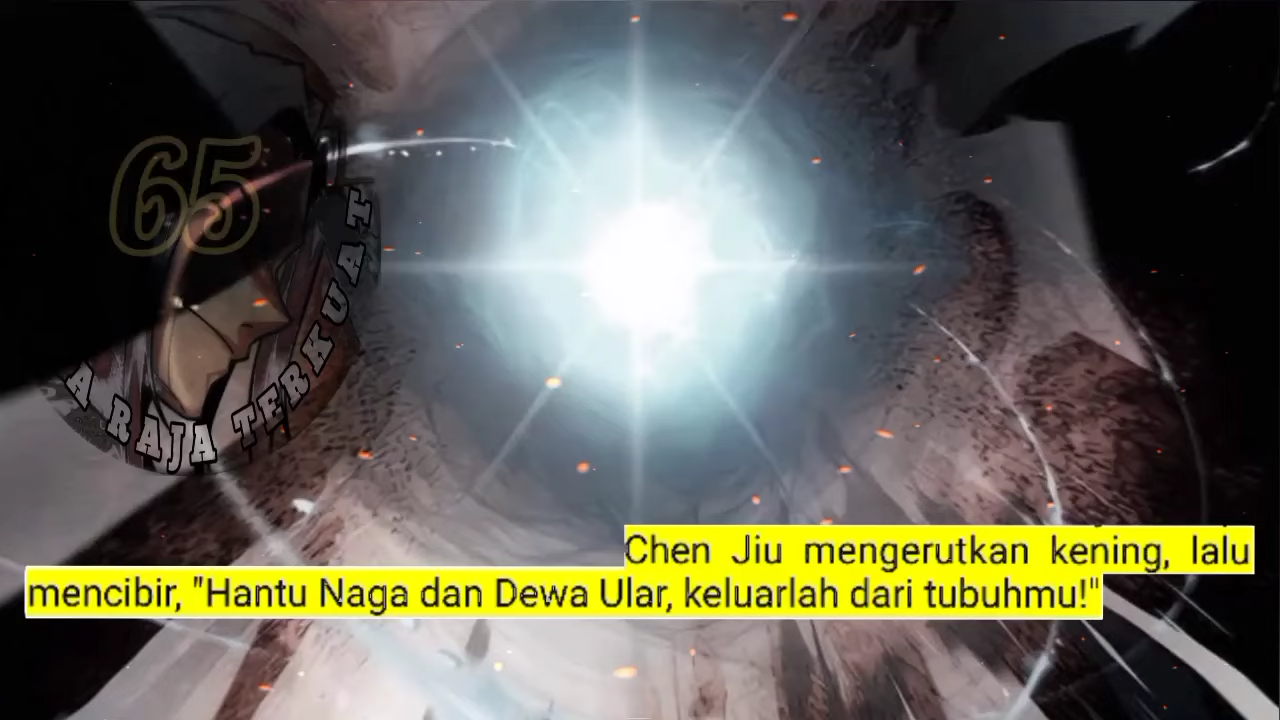 65
A RAJA TERKUAT
Chen Jiu mengerutkan kening, lalu
mencibir, "Hantu Naga dan Dewa Ular, keluarlah dari tubuhmu!"